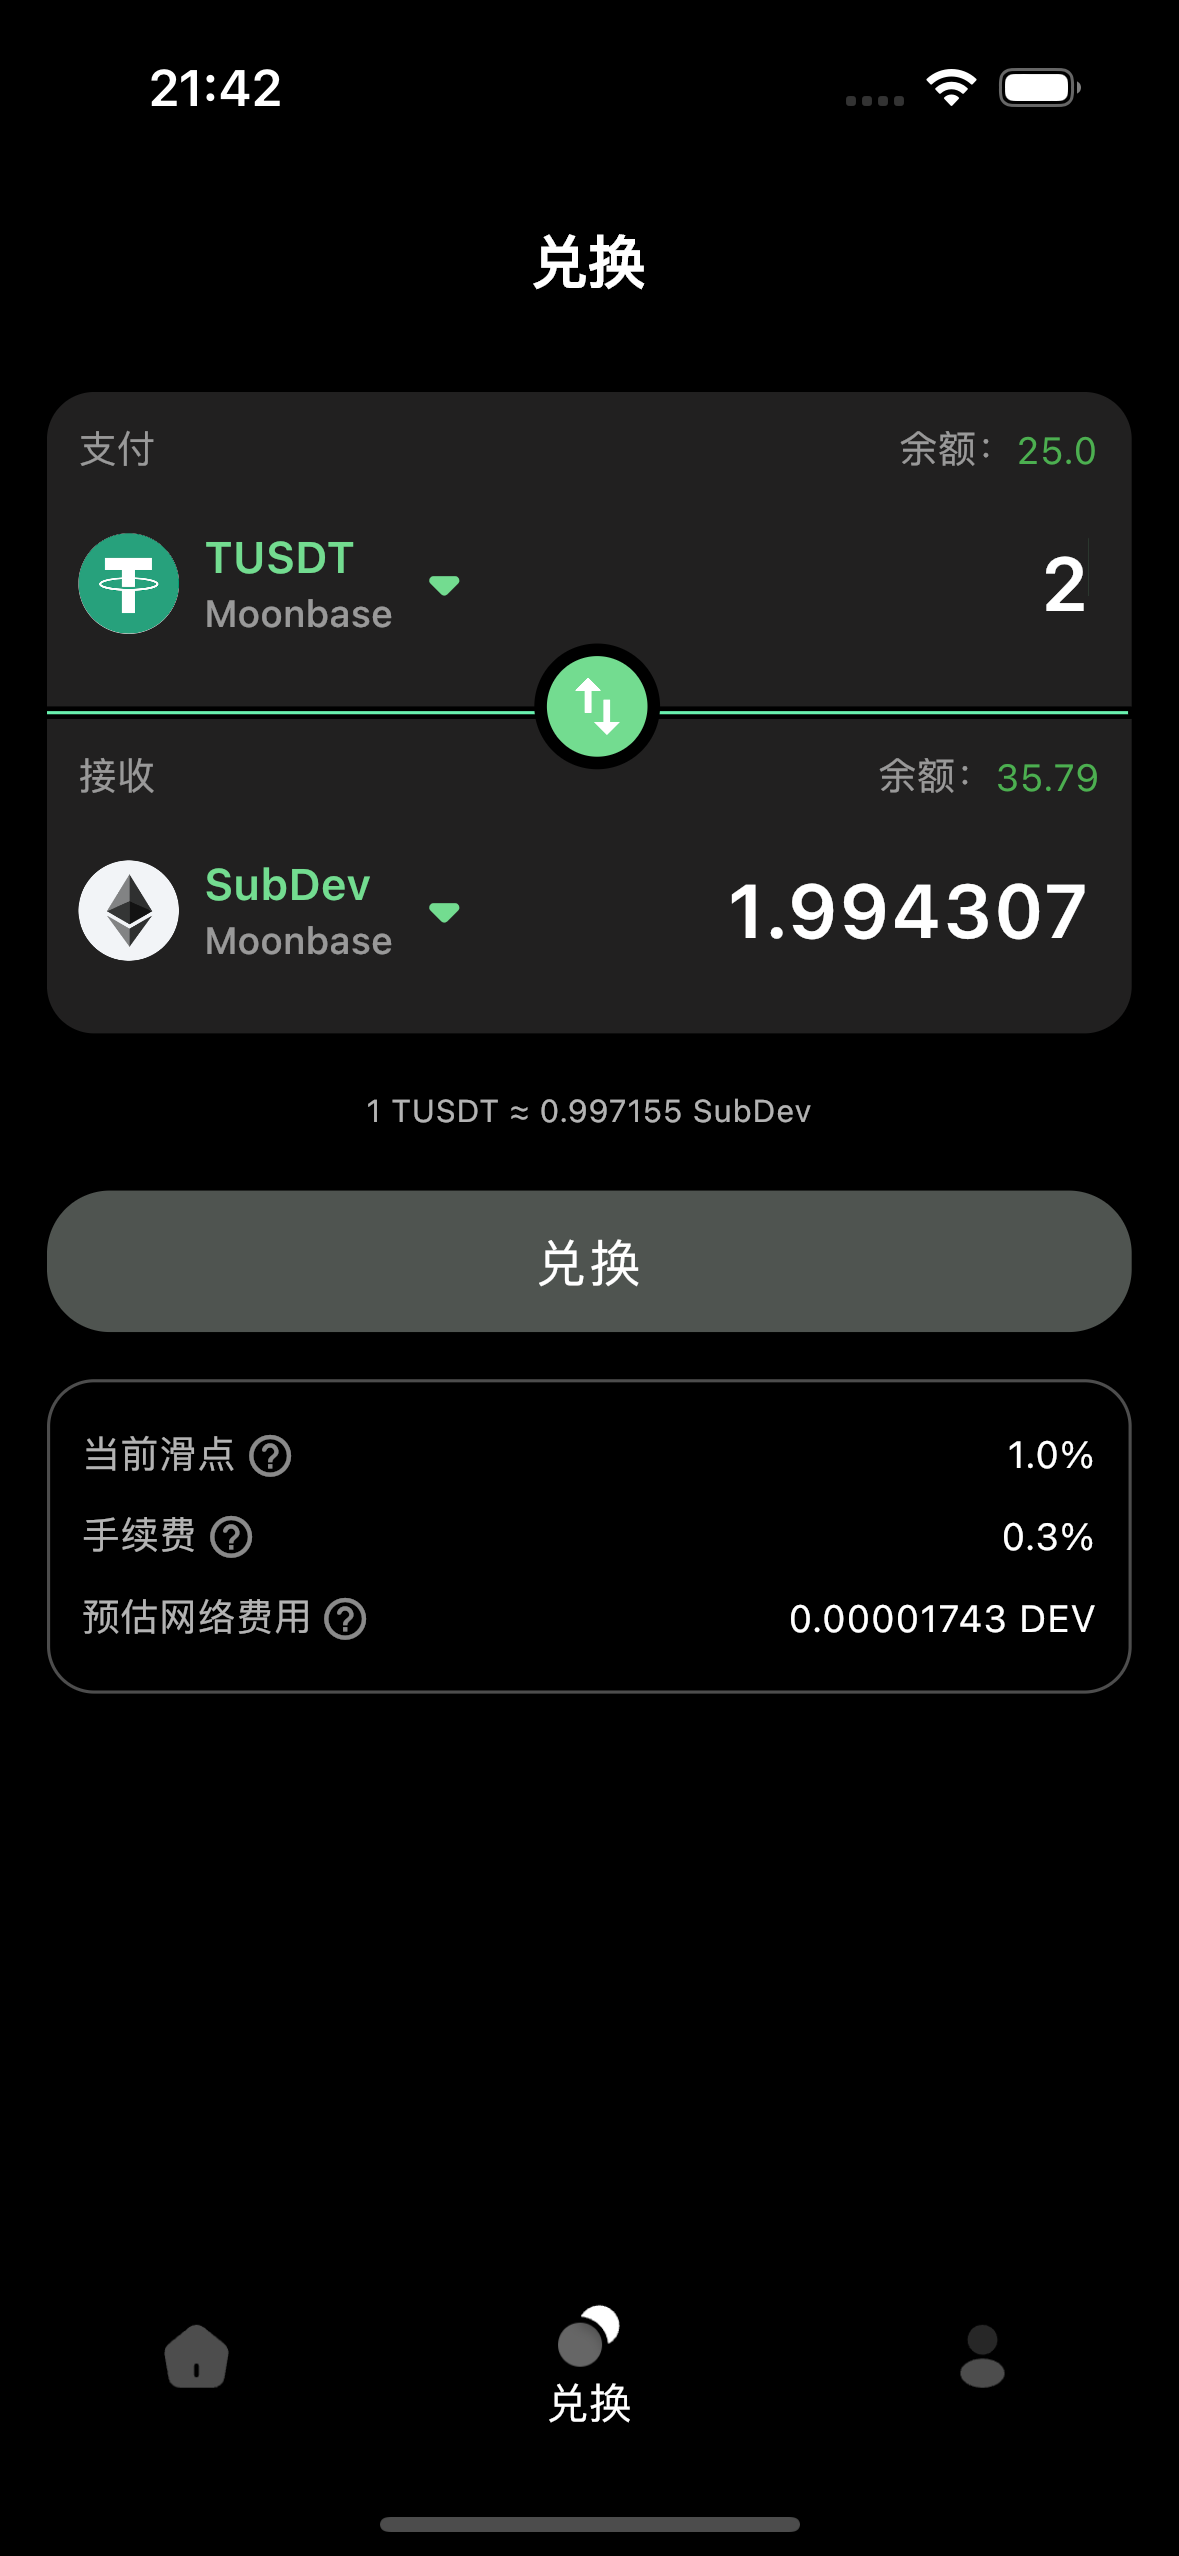 21:42
兑换
支付
余额： 25.0
TUSDT
Moonbase
2
接收
余额： 35.79
SubDev
Moonbase
1.994307
1 TUSDT ≈ 0.997155 SubDev
兑换
当前滑点 ? 1.0%
手续费 ? 0.3%
预估网络费用 ? 0.00001743 DEV
兑换